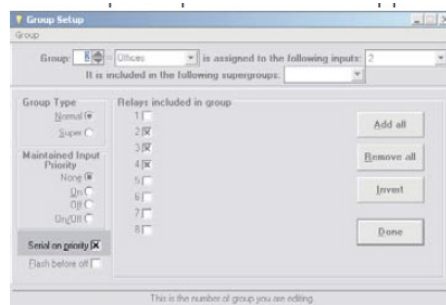 Group Setup
Group
Group: = Offices is assigned to the following inputs: 2
It is included in the following supergroups:
Group Type
Normal
Super
Maintained Input
Priority
None
On
Off
On/Off
Serial on priority
Flash before off
Relays included in group
1
2
3
4
5
6
7
8
Add all
Remove all
Invert
Done
This is the number of group you are editing.